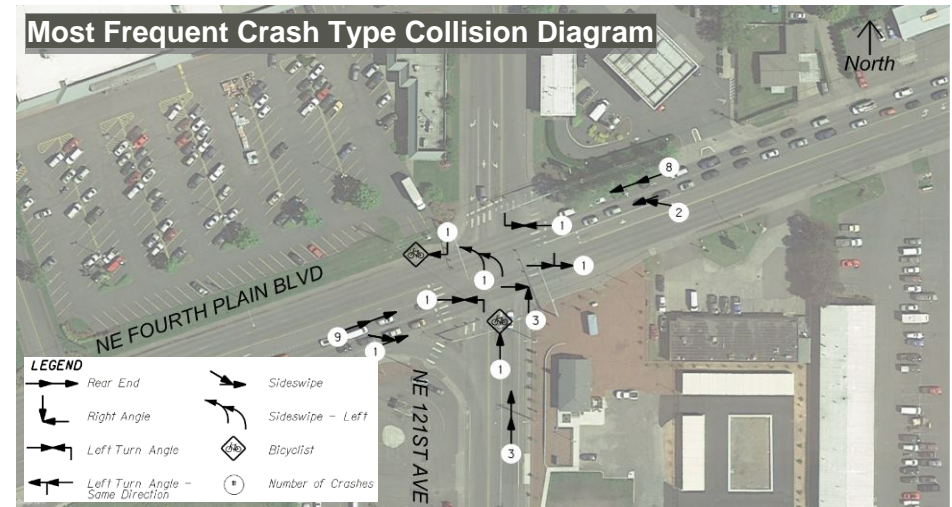 Most Frequent Crash Type Collision Diagram
North
8
2
1
1
1
1
1
3
NE FOURTH PLAIN BLVD
9
1
1
3
NE 121ST AVE
LEGEND
Rear End
Sideswipe
Right Angle
Sideswipe - Left
Left Turn Angle
Bicyclist
Left Turn Angle -
Same Direction
#
Number of Crashes